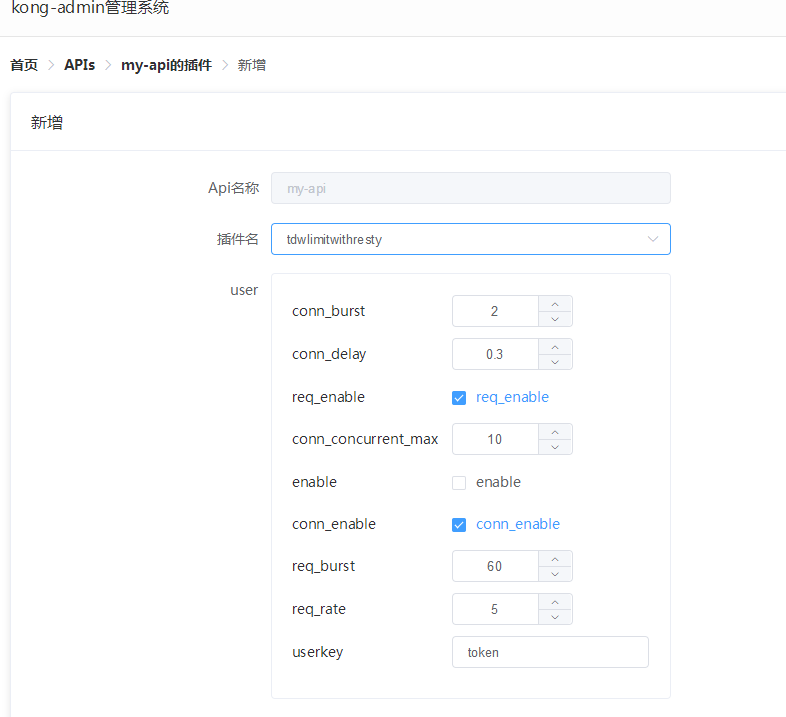 kong-admin管理系统
首页 > APIs > my-api的插件 > 新增
新增
Api名称 my-api
插件名 tdwlimitwithresty
user
conn_burst 2
conn_delay 0.3
req_enable req_enable
conn_concurrent_max 10
enable enable
conn_enable conn_enable
req_burst 60
req_rate 5
userkey token